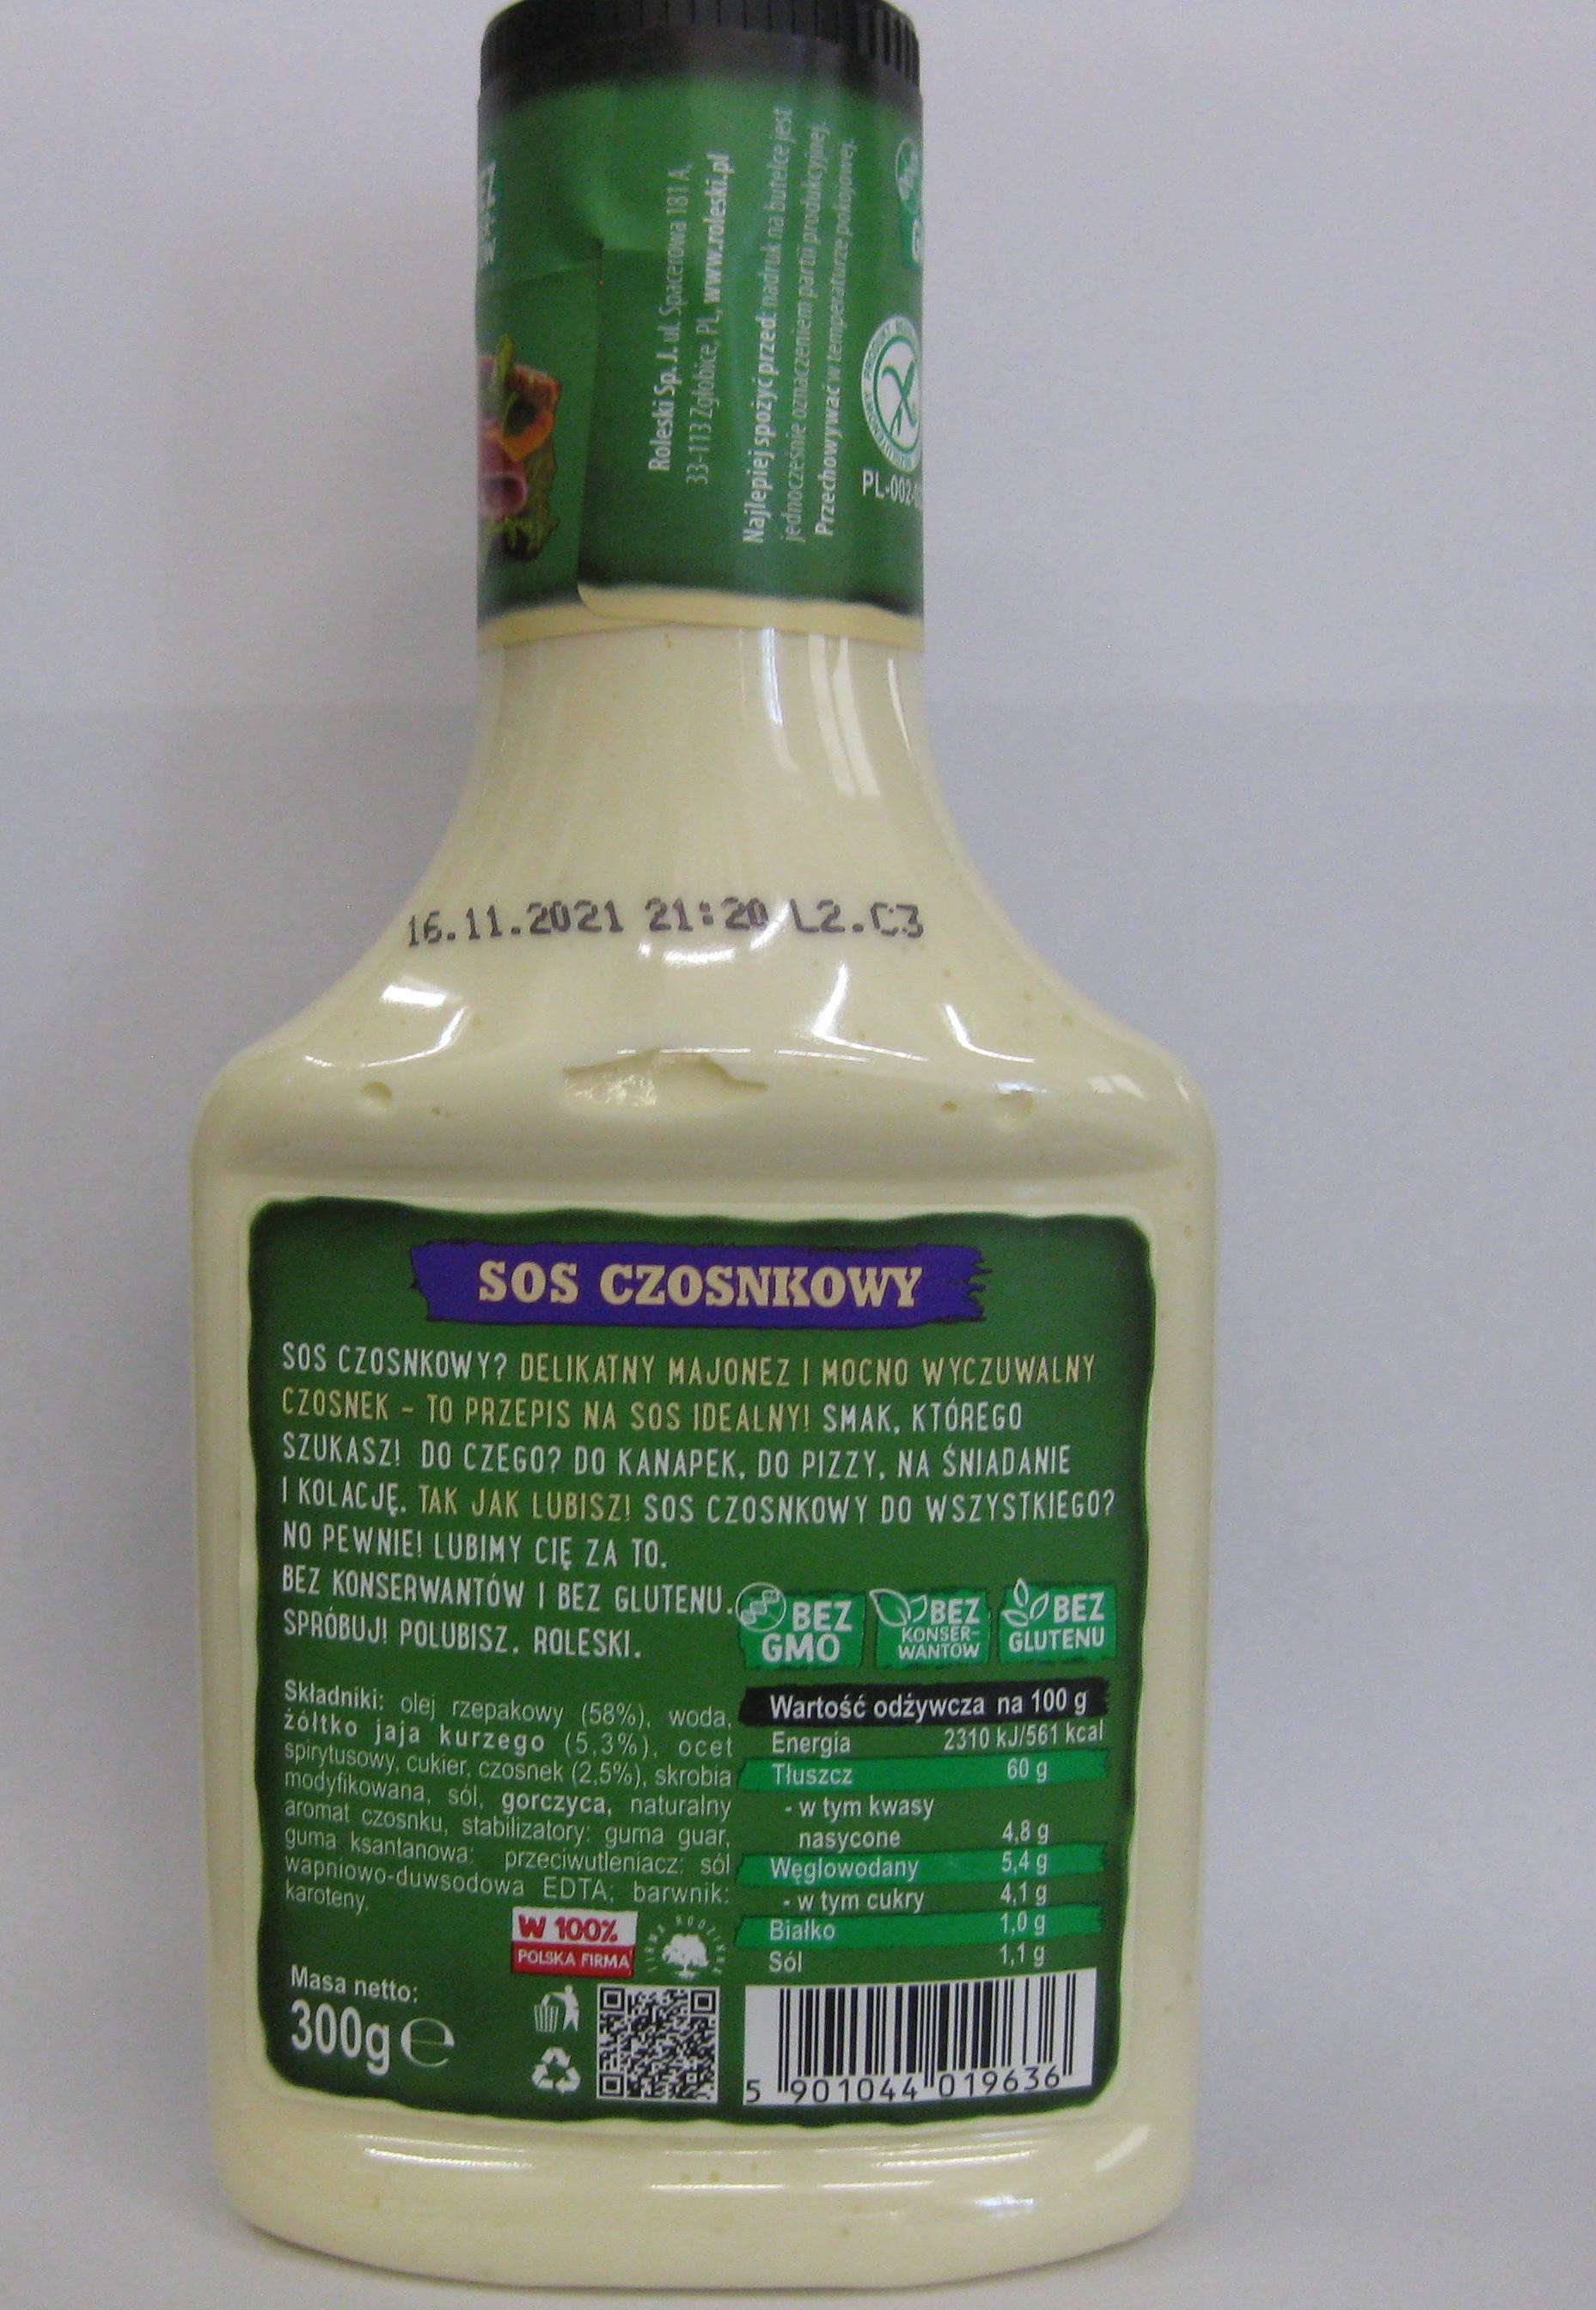 Roleski Sp. J. ul. Spacerowa 181 A,
33-113 Zgłobice, PL, www.roleski.pl
Najlepiej spożyć przed: nadruk na butelce jest
jednocześnie oznaczeniem partii produkcyjnej.
Przechowywać w temperaturze pokojowej.
16.11.2021 21:20 L2.C3
SOS CZOSNKOWY
SOS CZOSNKOWY? DELIKATNY MAJONEZ I MOCNO WYCZUWALNY
CZOSNEK – TO PRZEPIS NA SOS IDEALNY! SMAK, KTÓREGO
SZUKASZ! DO CZEGO? DO KANAPEK, DO PIZZY, NA ŚNIADANIE
I KOLACJĘ. TAK JAK LUBISZ! SOS CZOSNKOWY DO WSZYSTKIEGO?
NO PEWNIE! LUBIMY CIĘ ZA TO.
BEZ KONSERWANTÓW I BEZ GLUTENU.
SPRÓBUJ! POLUBISZ. ROLESKI.
BEZ
GMO
BEZ
KONSER-
WANTÓW
BEZ
GLUTENU
Składniki: olej rzepakowy (58%), woda,
żółtko jaja kurzego (5,3%), ocet
spirytusowy, cukier, czosnek (2,5%), skrobia
modyfikowana, sól, gorczyca, naturalny
aromat czosnku, stabilizatory: guma guar,
guma ksantanowa: przeciwutleniacz: sól
wapniowo-duwsodowa EDTA; barwnik:
karoteny.
Wartość odżywcza na 100 g
Energia 2310 kJ/561 kcal
Tłuszcz 60 g
- w tym kwasy
nasycone 4,8 g
Węglowodany 5,4 g
- w tym cukry 4,1 g
Białko 1,0 g
Sól 1,1 g
W 100%
POLSKA FIRMA
FIRMA RODZINNA
Masa netto:
300g e
5 901044 019636